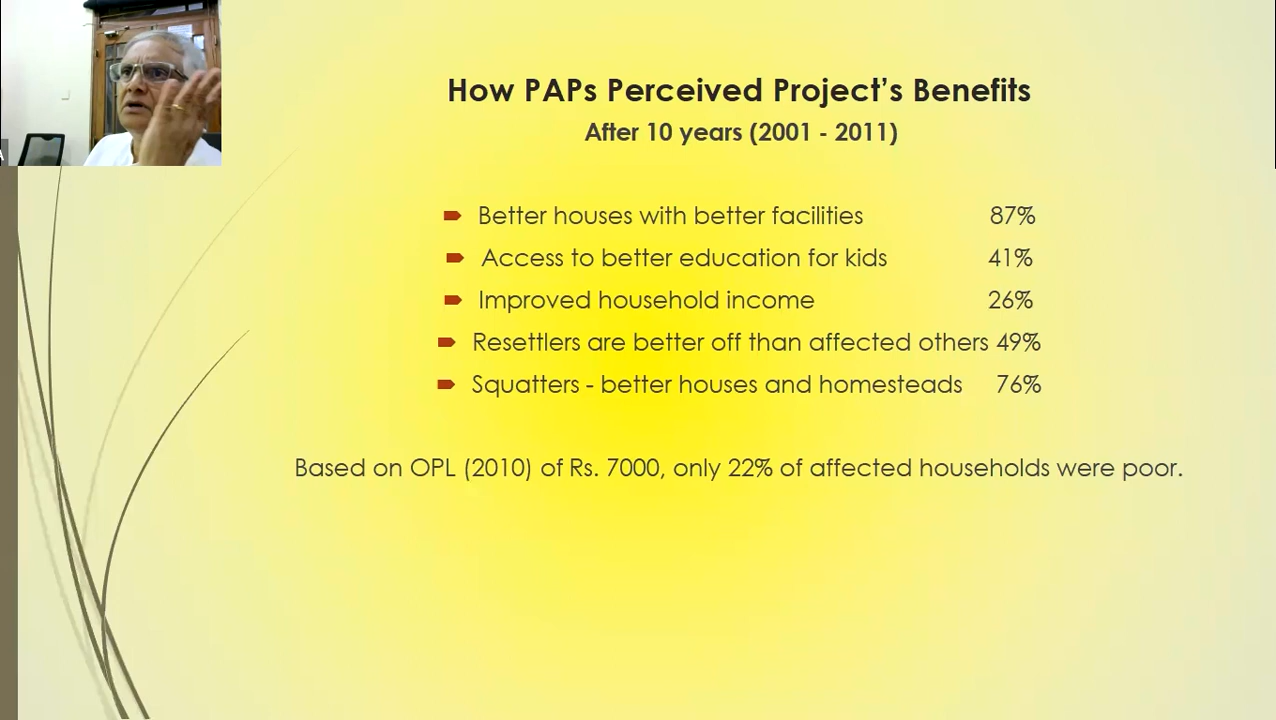 How PAPs Perceived Project's Benefits
After 10 years (2001 - 2011)
Better houses with better facilities 87%
Access to better education for kids 41%
Improved household income 26%
Resettlers are better off than affected others 49%
Squatters - better houses and homesteads 76%
Based on OPL (2010) of Rs. 7000, only 22% of affected households were poor.